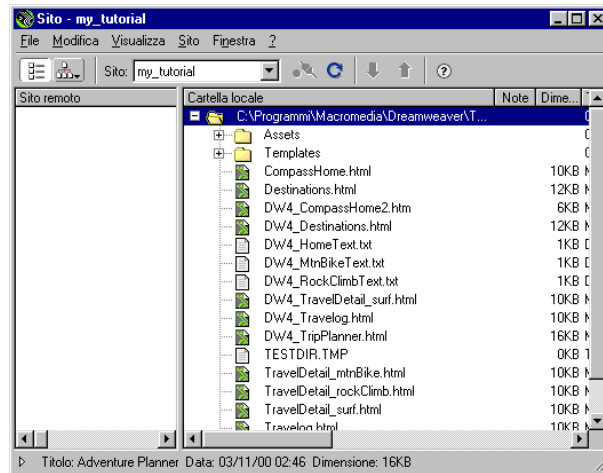 Sito - my_tutorial
File Modifica Visualizza Sito Finestra ?
Sito: my_tutorial
Sito remoto
Cartella locale Note Dime...
C:\Programmi\Macromedia\Dreamweaver\T...
Assets
Templates
CompassHome.html 10KB
Destinations.html 12KB
DW4_CompassHome2.htm 6KB
DW4_Destinations.html 12KB
DW4_HomeText.txt 1KB
DW4_MtnBikeText.txt 1KB
DW4_RockClimbText.txt 1KB
DW4_TravelDetail_surf.html 10KB
DW4_Travelog.html 10KB
DW4_TripPlanner.html 16KB
TESTDIR.TMP 0KB
TravelDetail_mtnBike.html 10KB
TravelDetail_rockClimb.html 10KB
TravelDetail_surf.html 10KB
Travelog.html 10KB
Titolo: Adventure Planner Data: 03/11/00 02:46 Dimensione: 16KB